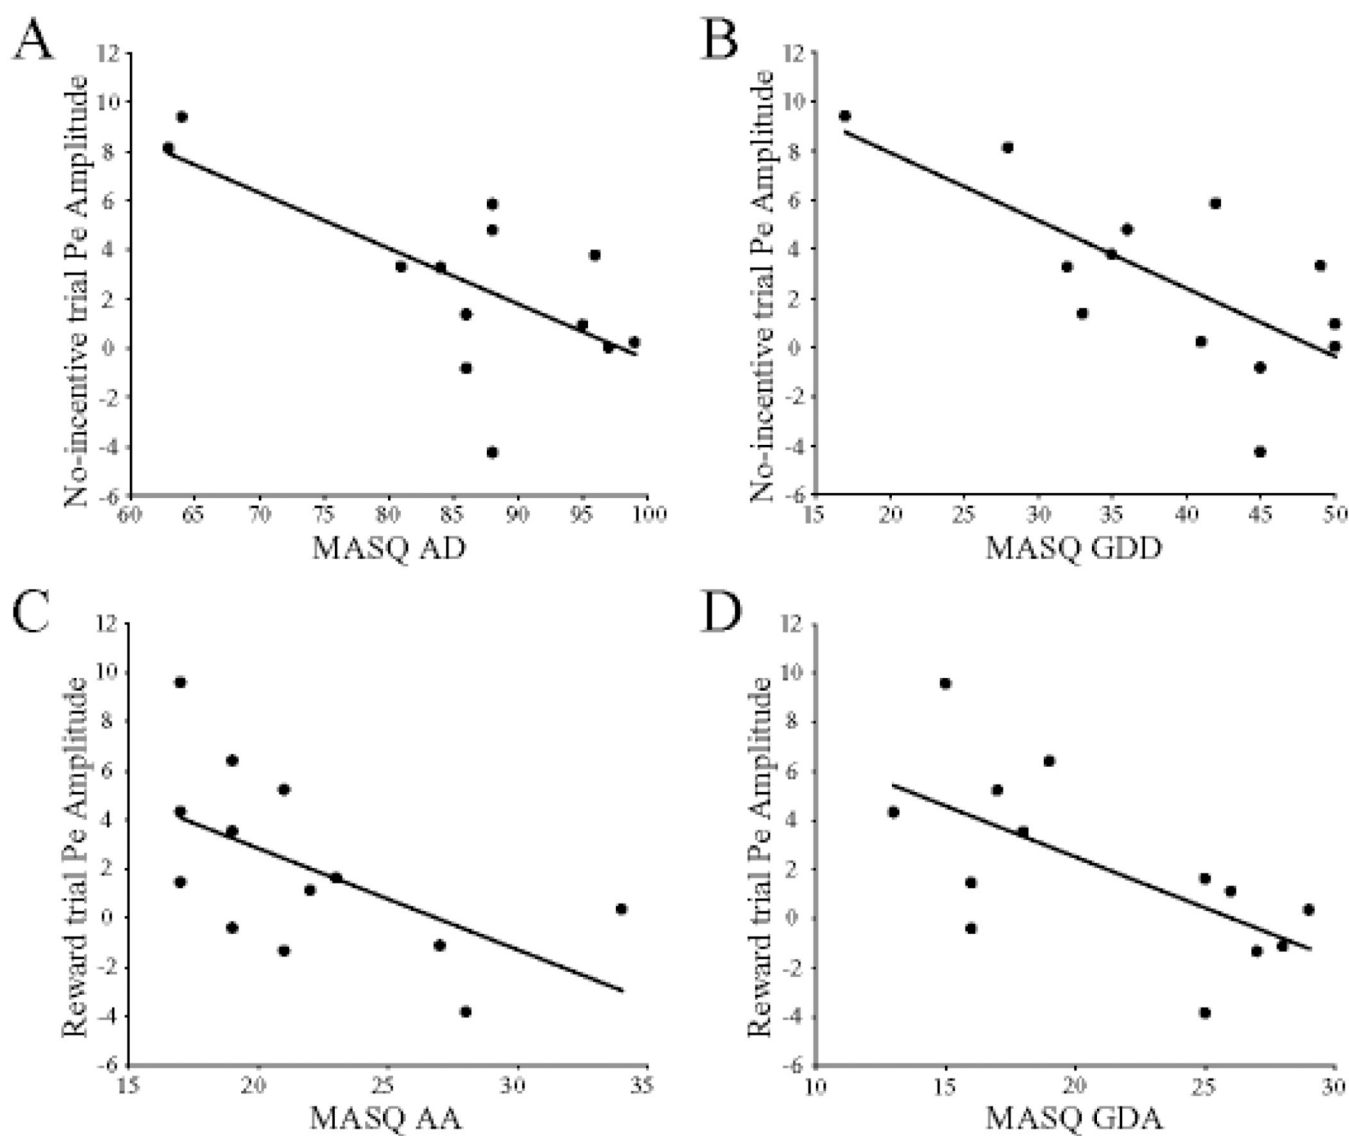 A
No-incentive trial Pe Amplitude
12
10
8
6
4
2
0
-2
-4
-6
60 65 70 75 80 85 90 95 100
MASQ AD
B
No-incentive trial Pe Amplitude
12
10
8
6
4
2
0
-2
-4
-6
15 20 25 30 35 40 45 50
MASQ GDD
C
Reward trial Pe Amplitude
12
10
8
6
4
2
0
-2
-4
-6
15 20 25 30 35
MASQ AA
D
Reward trial Pe Amplitude
12
10
8
6
4
2
0
-2
-4
-6
10 15 20 25 30
MASQ GDA